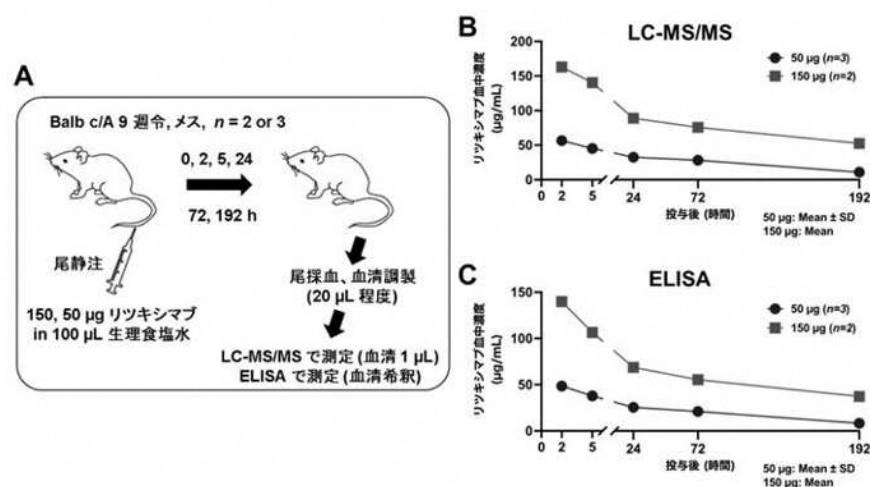 A
Balb c/A 9 週令, メス, n = 2 or 3
0, 2, 5, 24
72, 192 h
尾静注
150, 50 µg リツキシマブ
in 100 µL 生理食塩水
尾採血、血清調製
(20 µL 程度)
LC-MS/MS で測定 (血清 1 µL)
ELISA で測定 (血清希釈)
B
LC-MS/MS
リツキシマブ血中濃度
(µg/mL)
200
150
100
50
0
0 2 5 24 72 192
投与後 (時間)
50 µg (n=3)
150 µg (n=2)
50 µg: Mean ± SD
150 µg: Mean
C
ELISA
リツキシマブ血中濃度
(µg/mL)
150
100
50
0
0 2 5 24 72 192
投与後 (時間)
50 µg (n=3)
150 µg (n=2)
50 µg: Mean ± SD
150 µg: Mean